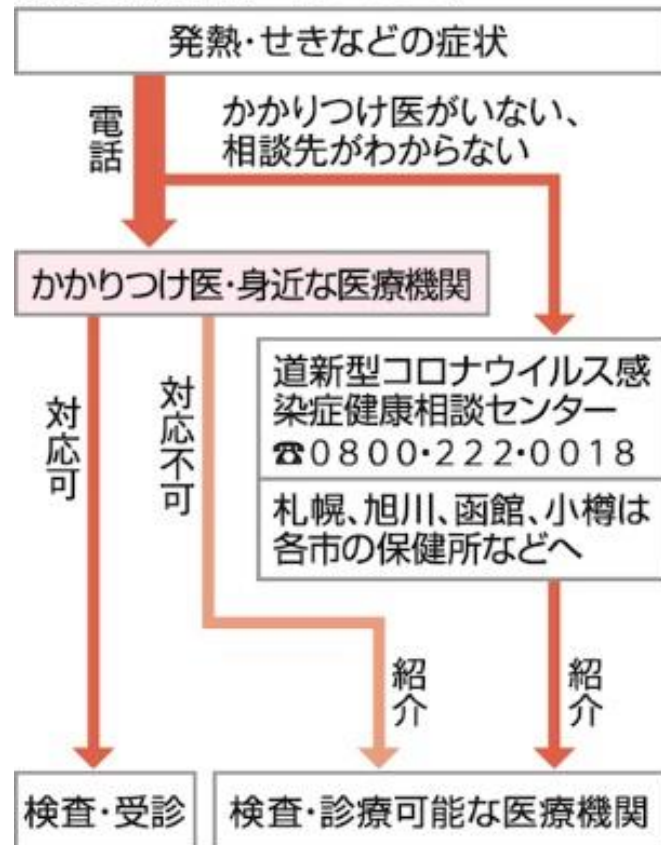 発熱・せきなどの症状
電話
かかりつけ医がいない、
相談先がわからない
かかりつけ医・身近な医療機関
対応可
対応不可
道新型コロナウイルス感
染症健康相談センター
☎0800・222・0018
札幌、旭川、函館、小樽は
各市の保健所などへ
紹介
紹介
検査・受診
検査・診療可能な医療機関